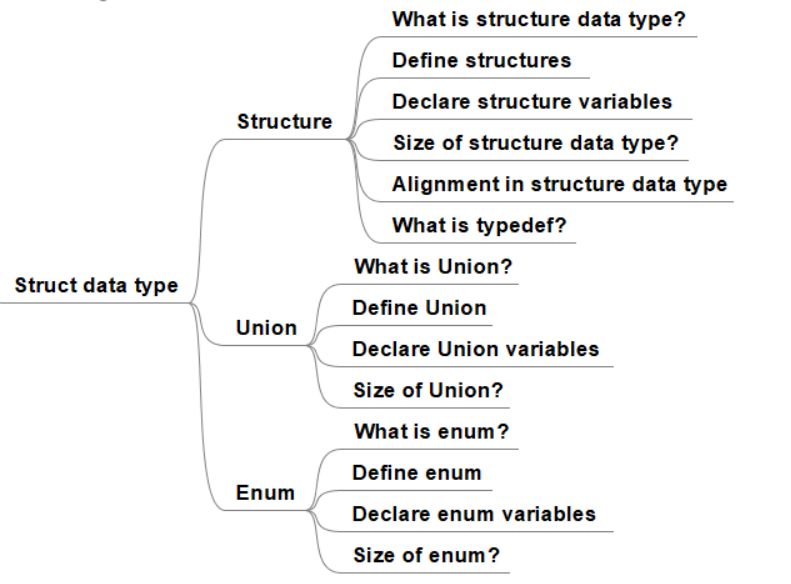 What is structure data type?
Define structures
Declare structure variables
Structure
Size of structure data type?
Alignment in structure data type
What is typedef?
What is Union?
Struct data type
Define Union
Union
Declare Union variables
Size of Union?
What is enum?
Define enum
Enum
Declare enum variables
Size of enum?